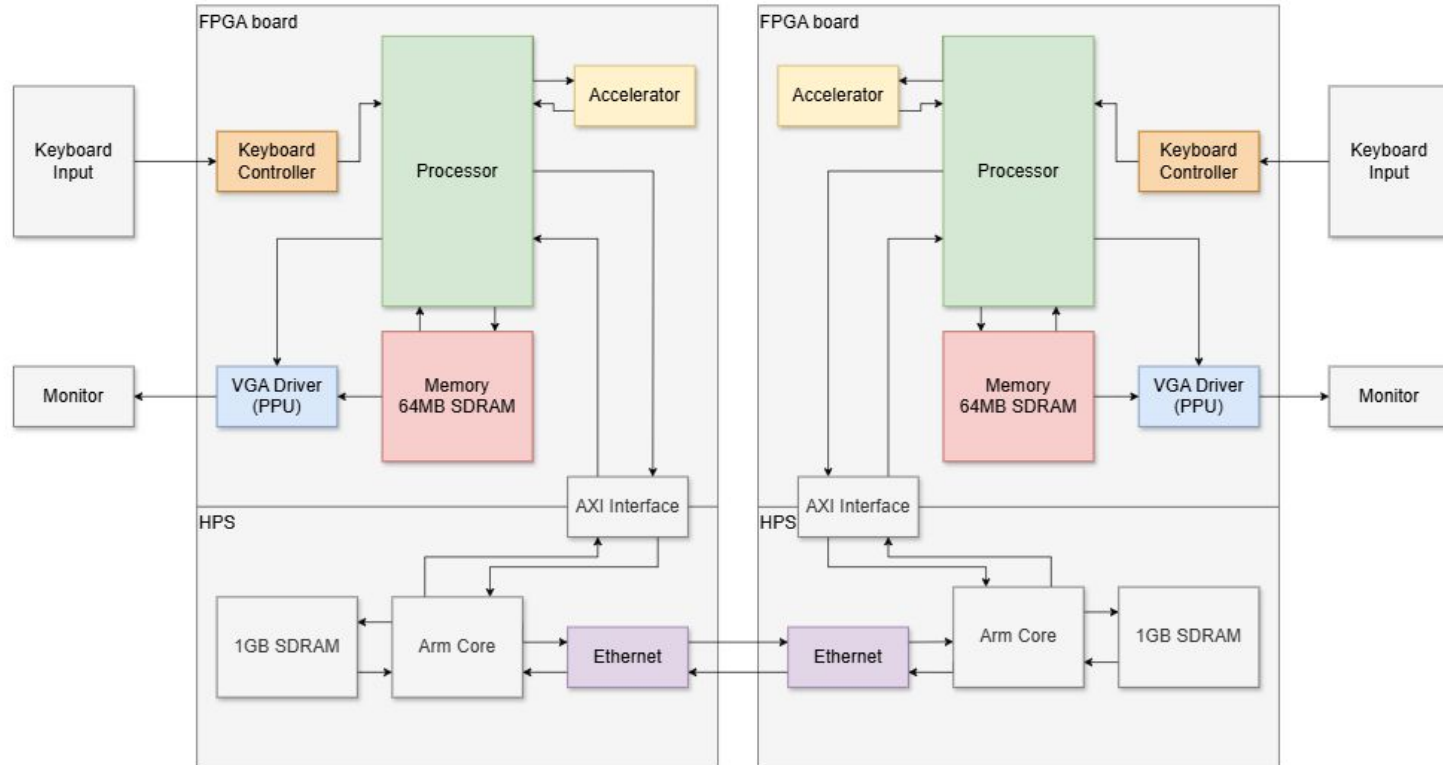 FPGA board
FPGA board
Accelerator
Accelerator
Keyboard
Input
Keyboard
Controller
Processor
Processor
Keyboard
Controller
Keyboard
Input
Monitor
VGA Driver
(PPU)
Memory
64MB SDRAM
Memory
64MB SDRAM
VGA Driver
(PPU)
Monitor
AXI Interface
AXI Interface
HPS
HPS
1GB SDRAM
Arm Core
Ethernet
Ethernet
Arm Core
1GB SDRAM